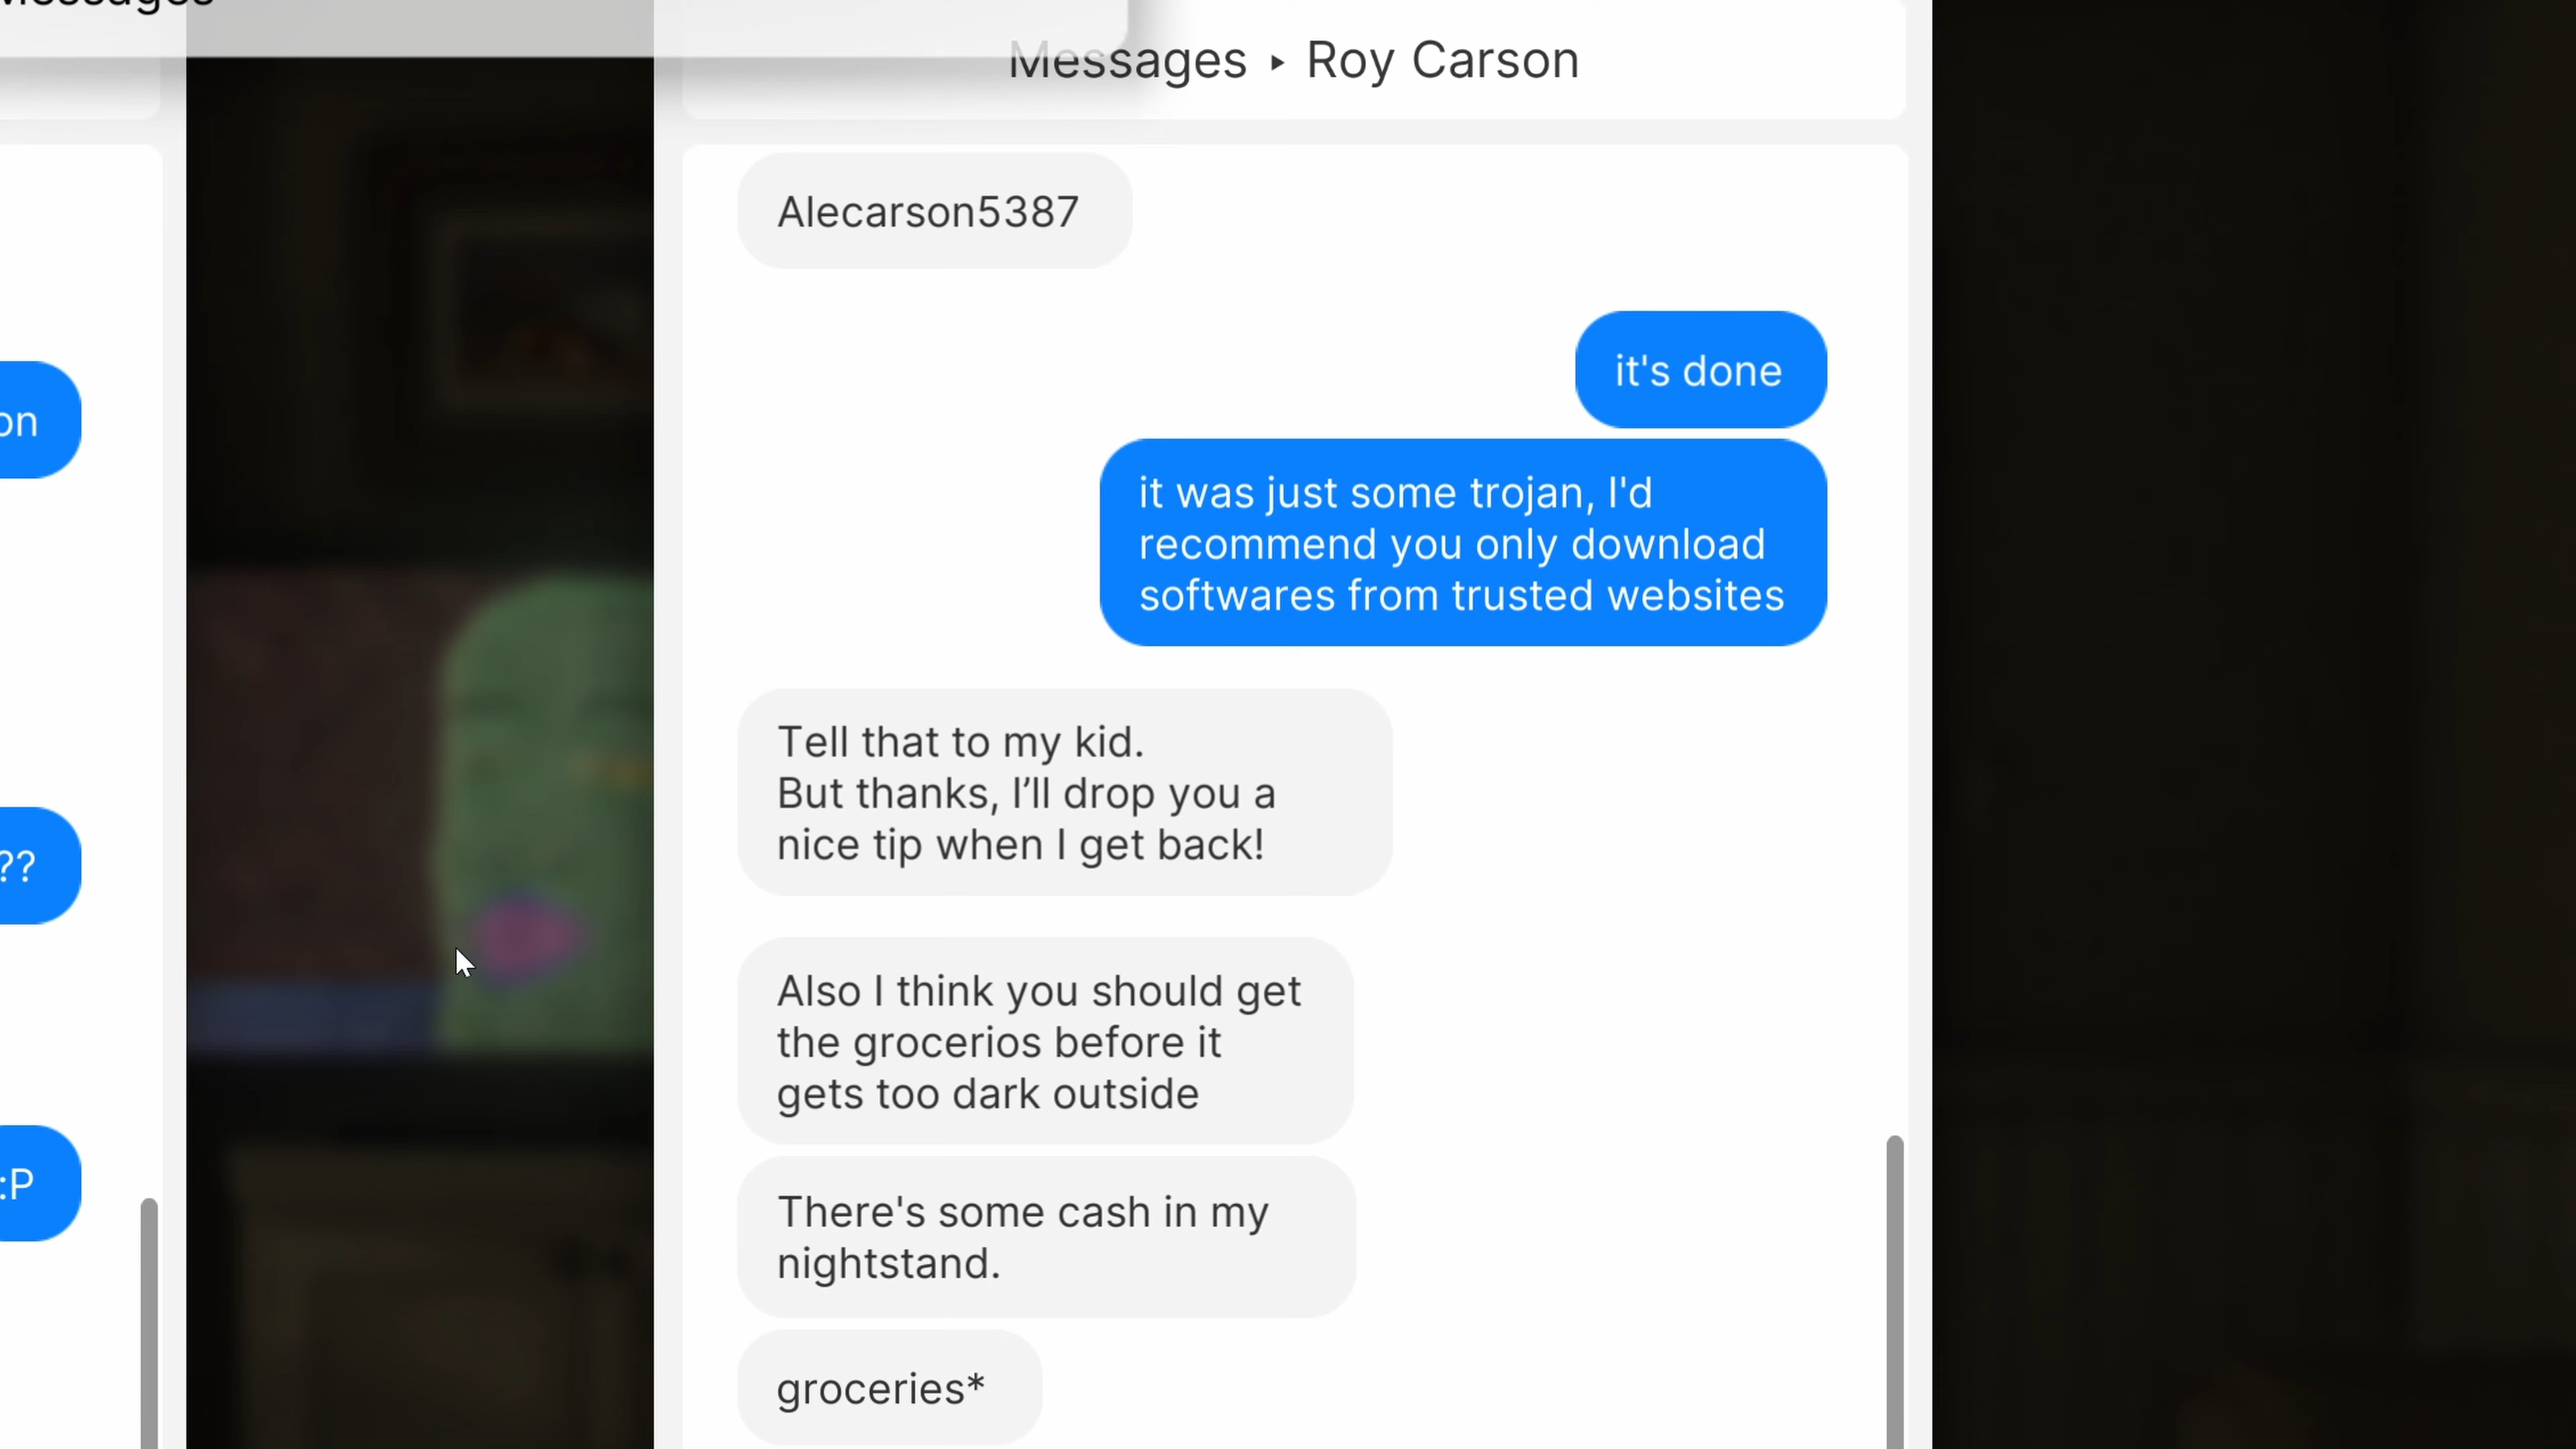 Messages
Messages ‣ Roy Carson
Alecarson5387
it's done
it was just some trojan, I'd
recommend you only download
softwares from trusted websites
Tell that to my kid.
But thanks, I’ll drop you a
nice tip when I get back!
Also I think you should get
the grocerios before it
gets too dark outside
There's some cash in my
nightstand.
groceries*
on
??
:P